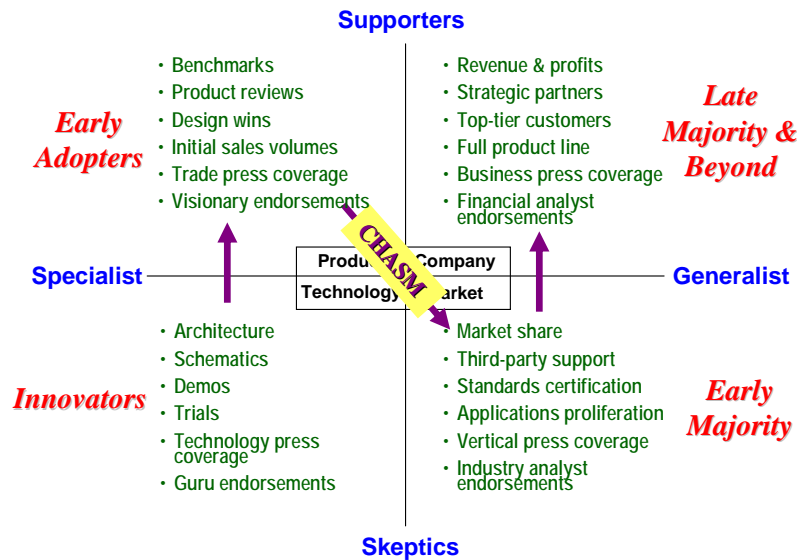 Supporters
Early
Adopters
• Benchmarks
• Product reviews
• Design wins
• Initial sales volumes
• Trade press coverage
• Visionary endorsements
• Revenue & profits
• Strategic partners
• Top-tier customers
• Full product line
• Business press coverage
• Financial analyst
endorsements
Late
Majority &
Beyond
CHASM
Specialist
Company
Technology
Generalist
Innovators
• Architecture
• Schematics
• Demos
• Trials
• Technology press
coverage
• Guru endorsements
• Market share
• Third-party support
• Standards certification
• Applications proliferation
• Vertical press coverage
• Industry analyst
endorsements
Early
Majority
Skeptics